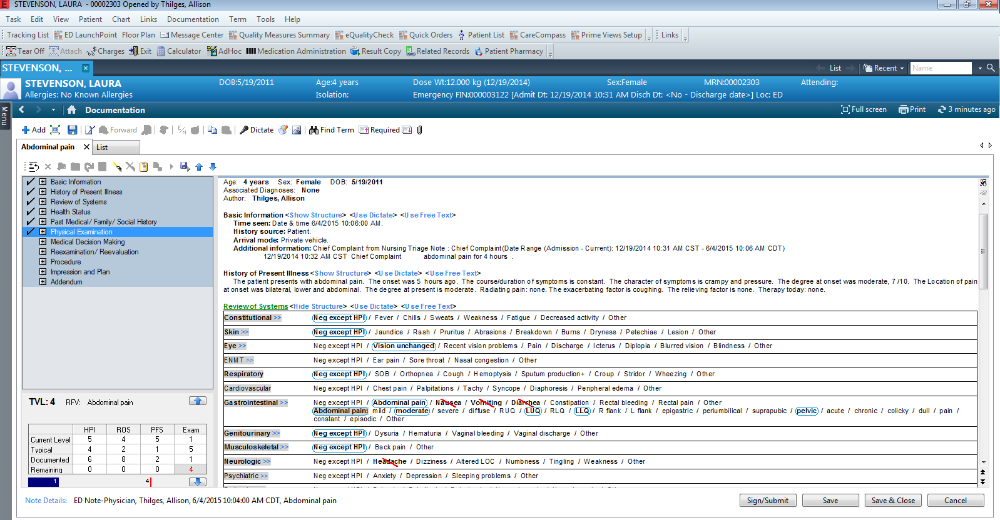 STEVENSON, LAURA - 00002303 Opened by Thilges, Allison
Task Edit View Patient Chart Links Documentation Term Tools Help
Tracking List ED LaunchPoint Floor Plan Message Center Quality Measures Summary eQualityCheck Quick Orders Patient List CareCompass Prime Views Setup Links
Tear Off Attach Charges Exit Calculator AdHoc Medication Administration Result Copy Related Records Patient Pharmacy
STEVENSON, ... List Recent Name
STEVENSON, LAURA DOB:5/19/2011 Age:4 years Dose Wt:12.000 kg (12/19/2014) Sex:Female MRN:00002303 Attending:
Allergies: No Known Allergies Isolation: Emergency FIN:000003122 [Admit Dt: 12/19/2014 10:31 AM Disch Dt: <No - Discharge date>] Loc: ED
Menu
Documentation Full screen Print 3 minutes ago
Add Forward E/M Dictate Find Term Required
Abdominal pain List
Basic Information
History of Present Illness
Review of Systems
Health Status
Past Medical/ Family/ Social History
Physical Examination
Medical Decision Making
Reexamination/ Reevaluation
Procedure
Impression and Plan
Addendum
TVL: 4 RFV: Abdominal pain
HPI ROS PFS Exam
Current Level 5 4 5 1
Typical 4 2 1 5
Documented 6 8 2 1
Remaining 0 0 0 4
1 4
Age: 4 years Sex: Female DOB: 5/19/2011
Associated Diagnoses: None
Author: Thilges, Allison
Basic Information <Show Structure> <Use Dictate> <Use Free Text>
Time seen: Date & time 6/4/2015 10:06:00 AM.
History source: Patient.
Arrival mode: Private vehicle.
Additional information: Chief Complaint from Nursing Triage Note : Chief Complaint(Date Range (Admission - Current): 12/19/2014 10:31 AM CST - 6/4/2015 10:06 AM CDT)
12/19/2014 10:32 AM CST Chief Complaint abdominal pain for 4 hours .
History of Present Illness <Show Structure> <Use Dictate> <Use Free Text>
The patient presents with abdominal pain. The onset was 5 hours ago. The course/duration of symptoms is constant. The character of symptoms is crampy and pressure. The degree at onset was moderate, 7 /10. The Location of pain
at onset was bilateral, lower and abdominal. The degree at present is moderate. Radiating pain: none. The exacerbating factor is coughing. The relieving factor is none. Therapy today: none.
Review of Systems <Hide Structure> <Use Dictate> <Use Free Text>
Constitutional >> Neg except HPI / Fever / Chills / Sweats / Weakness / Fatigue / Decreased activity / Other
Skin >> Neg except HPI / Jaundice / Rash / Pruritus / Abrasions / Breakdown / Burns / Dryness / Petechiae / Lesion / Other
Eye >> Neg except HPI / Vision unchanged / Recent vision problems / Pain / Discharge / Icterus / Diplopia / Blurred vision / Blindness / Other
ENMT >> Neg except HPI / Ear pain / Sore throat / Nasal congestion / Other
Respiratory Neg except HPI / SOB / Orthopnea / Cough / Hemoptysis / Sputum production+ / Croup / Stridor / Wheezing / Other
Cardiovascular Neg except HPI / Chest pain / Palpitations / Tachy / Syncope / Diaphoresis / Peripheral edema / Other
Gastrointestinal >> Neg except HPI / Abdominal pain / Nausea / Vomiting / Diarrhea / Constipation / Rectal bleeding / Rectal pain / Other
Abdominal pain: mild / moderate / severe / diffuse / RUQ / LUQ / RLQ / LLQ / R flank / L flank / epigastric / periumbilical / suprapubic / pelvic / acute / chronic / colicky / dull / pain /
constant / episodic / Other
Genitourinary >> Neg except HPI / Dysuria / Hematuria / Vaginal bleeding / Vaginal discharge / Other
Musculoskeletal >> Neg except HPI / Back pain / Other
Neurologic >> Neg except HPI / Headache / Dizziness / Altered LOC / Numbness / Tingling / Weakness / Other
Psychiatric >> Neg except HPI / Anxiety / Depression / Sleeping problems / Other
Note Details: ED Note-Physician, Thilges, Allison, 6/4/2015 10:04:00 AM CDT, Abdominal pain
Sign/Submit Save Save & Close Cancel